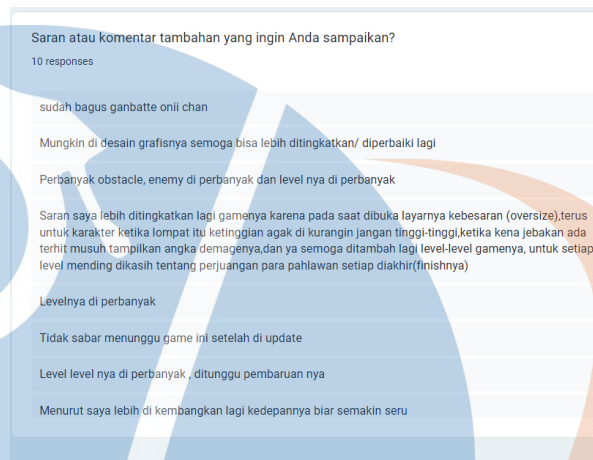 Saran atau komentar tambahan yang ingin Anda sampaikan?
10 responses
sudah bagus ganbatte onii chan
Mungkin di desain grafisnya semoga bisa lebih ditingkatkan/ diperbaiki lagi
Perbanyak obstacle, enemy di perbanyak dan level nya di perbanyak
Saran saya lebih ditingkatkan lagi gamenya karena pada saat dibuka layarnya kebesaran (oversize),terus
untuk karakter ketika lompat itu ketinggian agak di kurangin jangan tinggi-tinggi,ketika kena jebakan ada
terhit musuh tampilkan angka demagenya,dan ya semoga ditambah lagi level-level gamenya, untuk setiap
level mending dikasih tentang perjuangan para pahlawan setiap diakhir(finishnya)
Levelnya di perbanyak
Tidak sabar menunggu game ini setelah di update
Level level nya di perbanyak , ditunggu pembaruan nya
Menurut saya lebih di kembangkan lagi kedepannya biar semakin seru